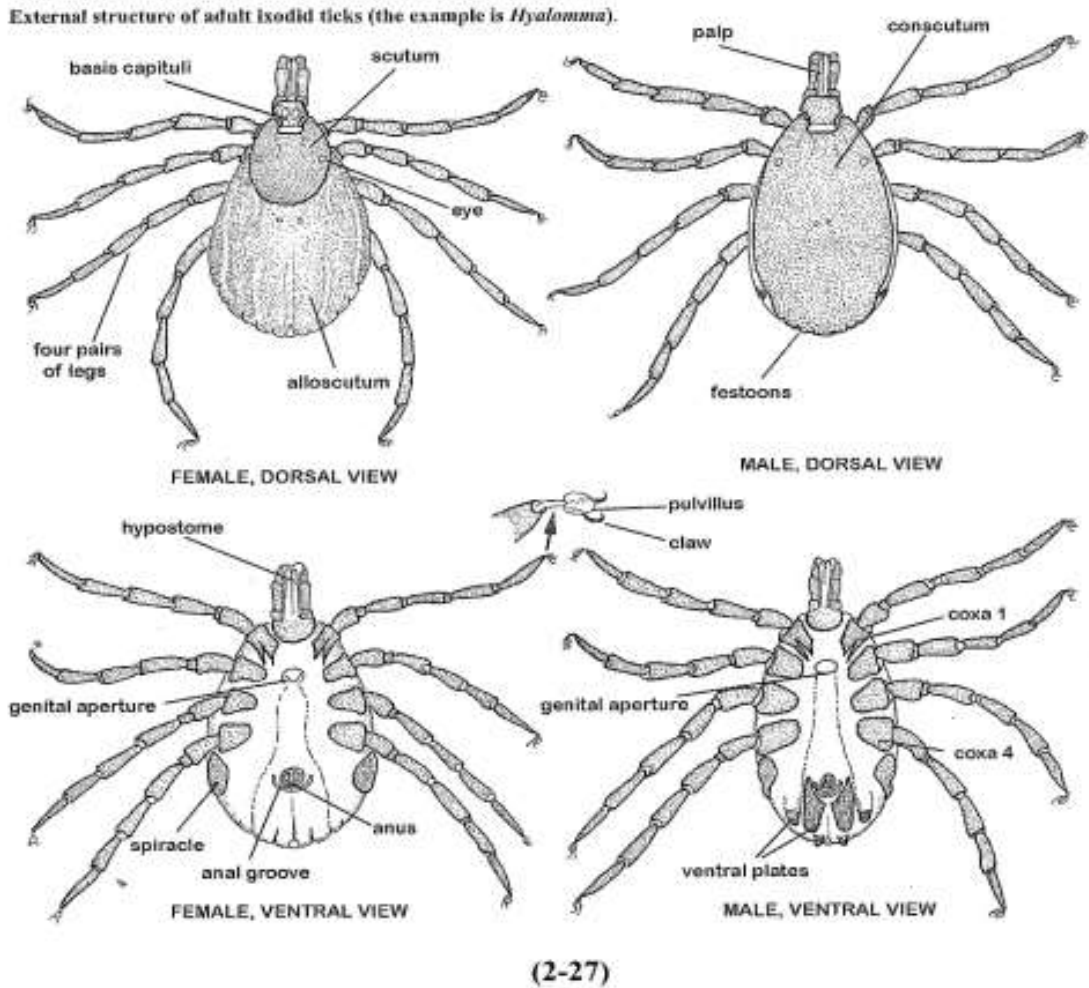 External structure of adult ixodid ticks (the example is Hyalomma).
basis capituli
scutum
eye
four pairs
of legs
alloscutum
FEMALE, DORSAL VIEW
palp
conscutum
festoons
MALE, DORSAL VIEW
hypostome
pulvillus
claw
genital aperture
spiracle
anal groove
anus
FEMALE, VENTRAL VIEW
coxa 1
genital aperture
coxa 4
ventral plates
MALE, VENTRAL VIEW
(2-27)